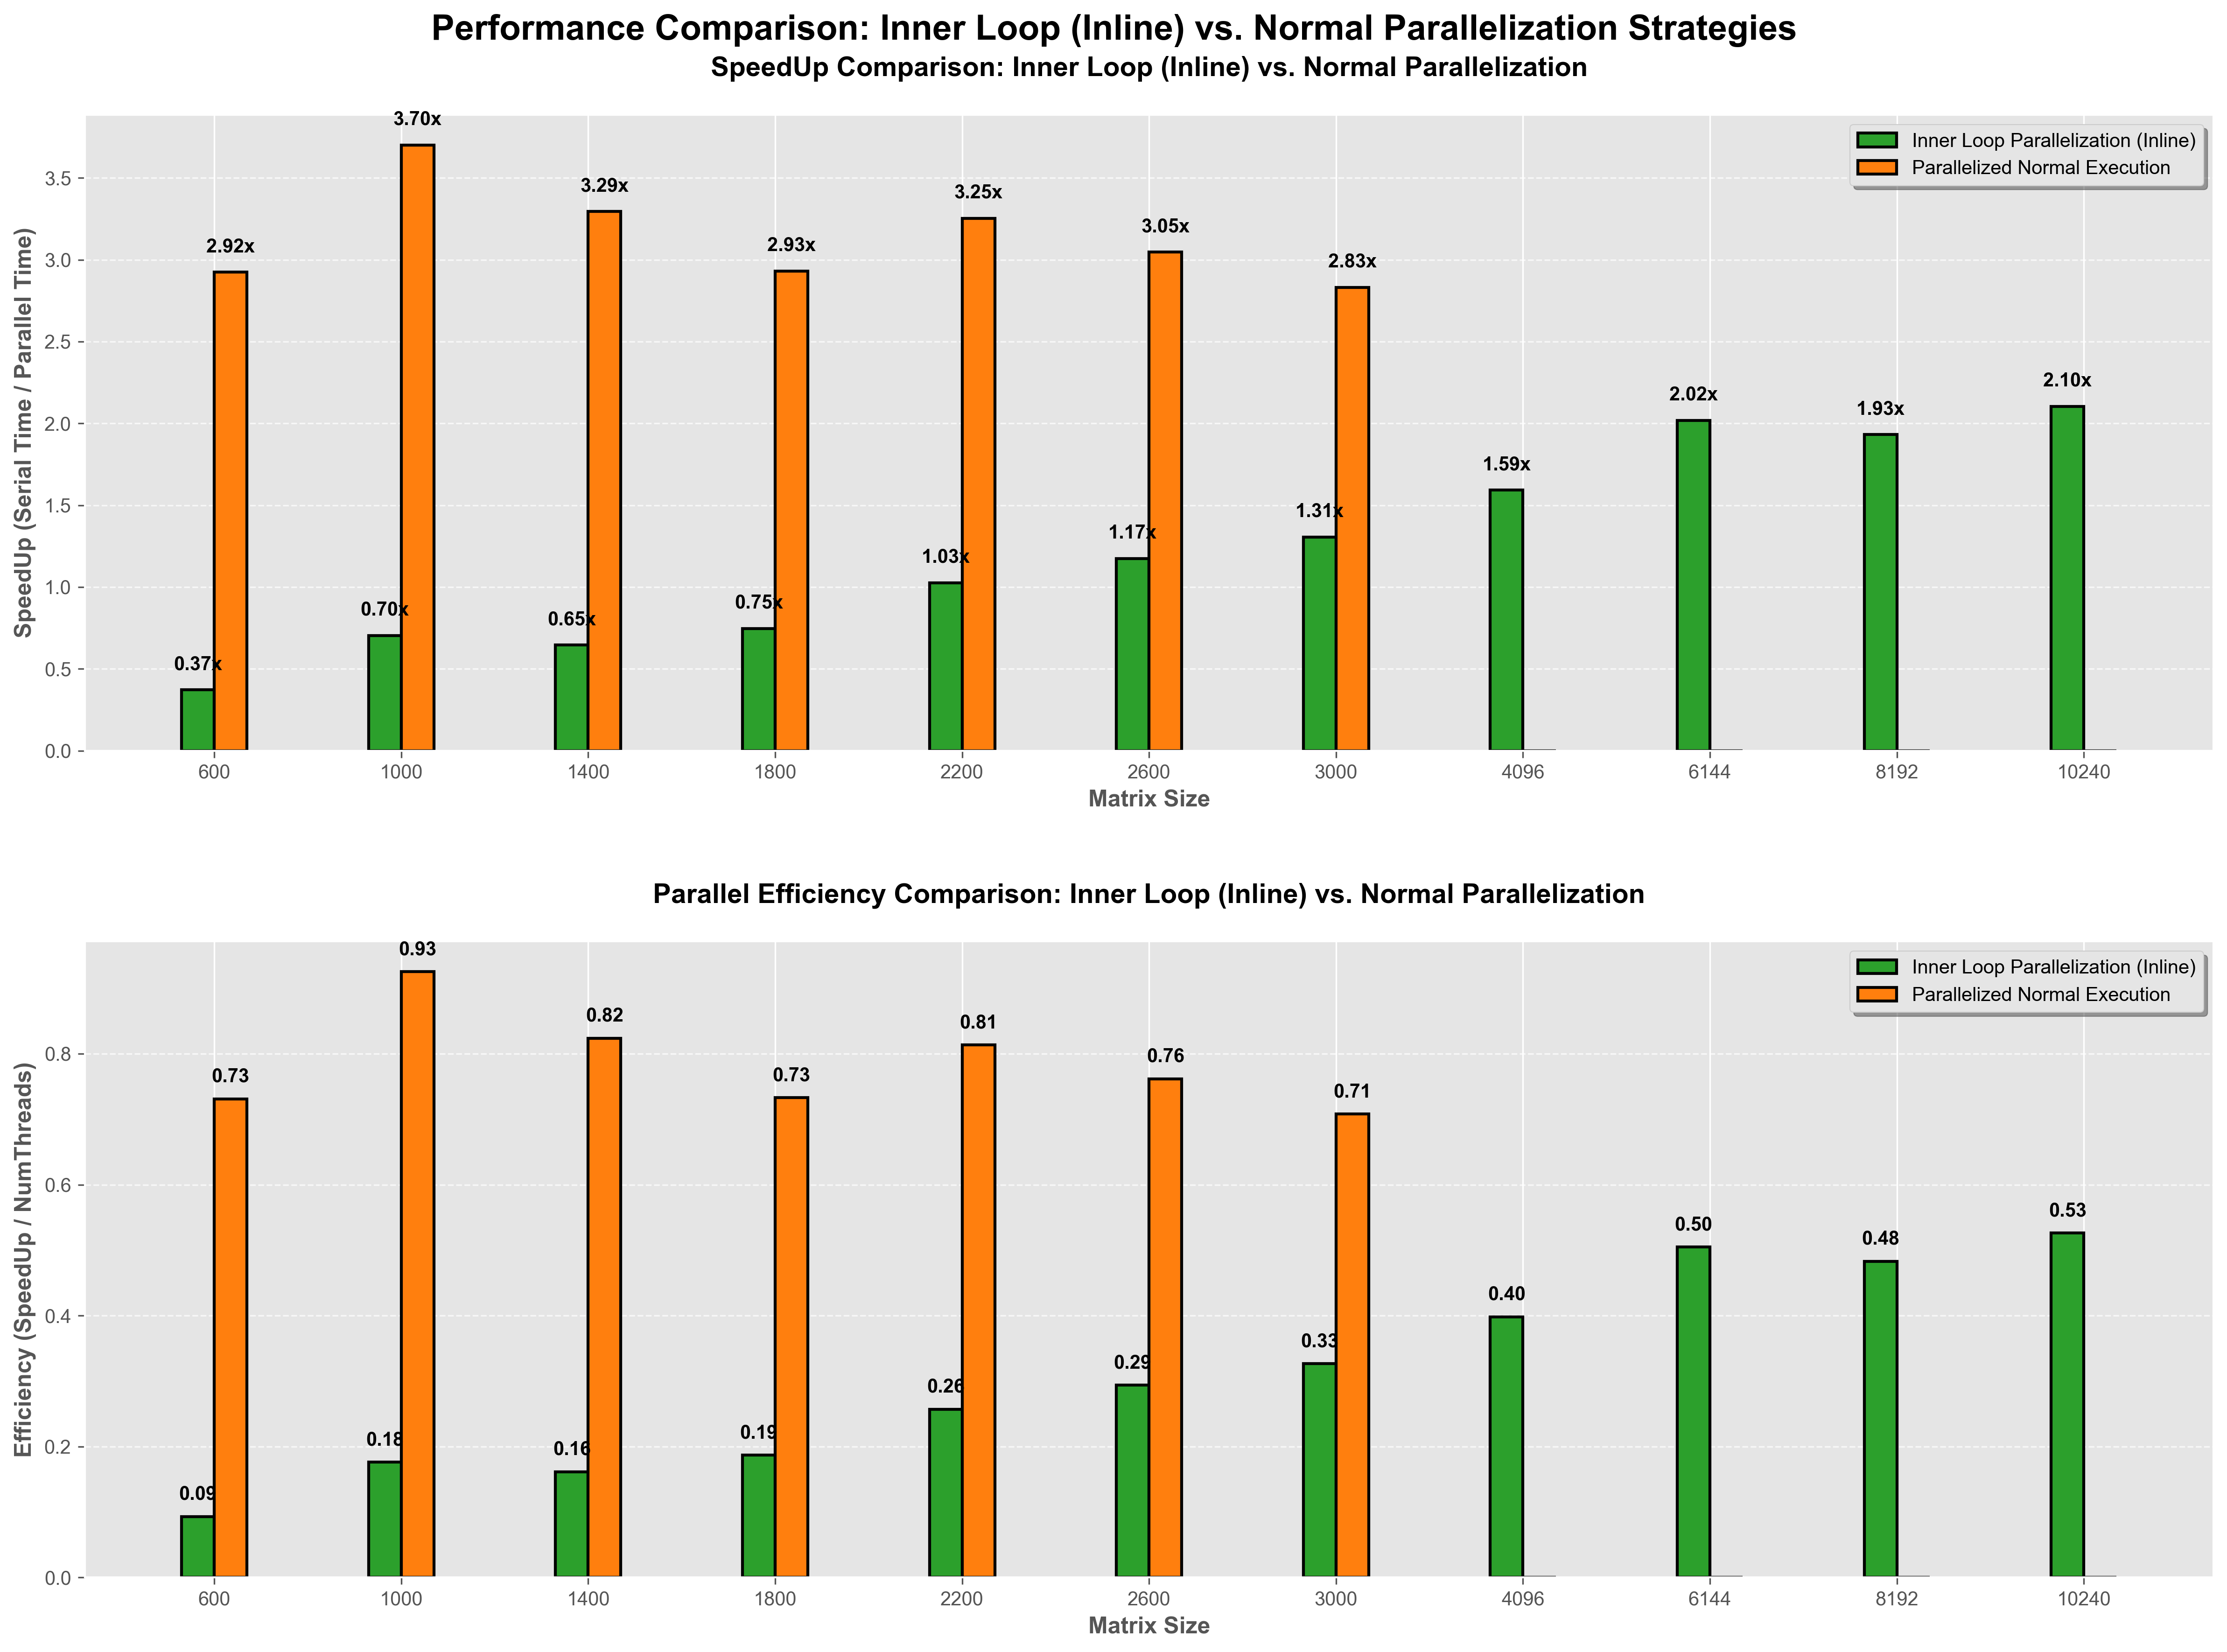 Performance Comparison: Inner Loop (Inline) vs. Normal Parallelization Strategies
SpeedUp Comparison: Inner Loop (Inline) vs. Normal Parallelization
SpeedUp (Serial Time / Parallel Time)
3.5
3.0
2.5
2.0
1.5
1.0
0.5
0.0
0.37x
2.92x
0.70x
3.70x
0.65x
3.29x
0.75x
2.93x
1.03x
3.25x
1.17x
3.05x
1.31x
2.83x
1.59x
2.02x
1.93x
2.10x
Inner Loop Parallelization (Inline)
Parallelized Normal Execution
600 1000 1400 1800 2200 2600 3000 4096 6144 8192 10240
Matrix Size
Parallel Efficiency Comparison: Inner Loop (Inline) vs. Normal Parallelization
Efficiency (SpeedUp / NumThreads)
0.8
0.6
0.4
0.2
0.0
0.09
0.73
0.18
0.93
0.16
0.82
0.19
0.73
0.26
0.81
0.29
0.76
0.33
0.71
0.40
0.50
0.48
0.53
Inner Loop Parallelization (Inline)
Parallelized Normal Execution
600 1000 1400 1800 2200 2600 3000 4096 6144 8192 10240
Matrix Size